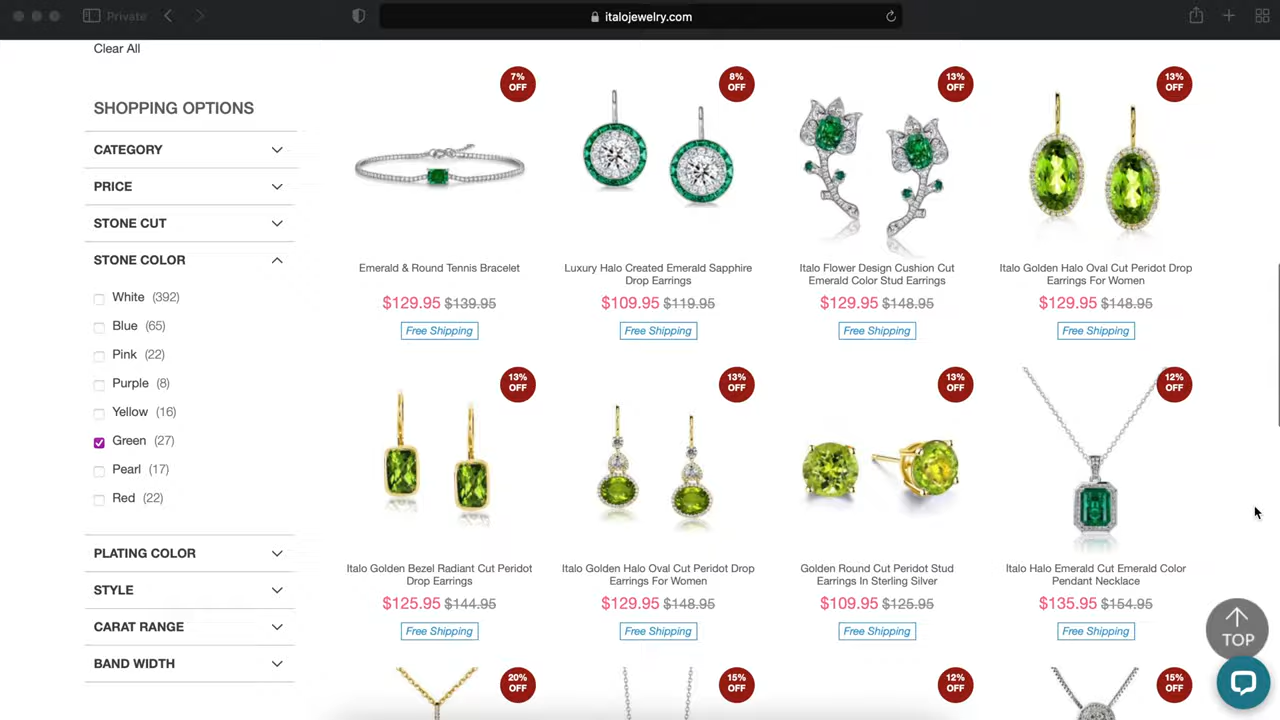 Private
italojewelry.com
Clear All
SHOPPING OPTIONS
CATEGORY
PRICE
STONE CUT
STONE COLOR
White (392)
Blue (65)
Pink (22)
Purple (8)
Yellow (16)
Green (27)
Pearl (17)
Red (22)
PLATING COLOR
STYLE
CARAT RANGE
BAND WIDTH
7%
OFF
Emerald & Round Tennis Bracelet
$129.95 $139.95
Free Shipping
8%
OFF
Luxury Halo Created Emerald Sapphire
Drop Earrings
$109.95 $119.95
Free Shipping
13%
OFF
Italo Flower Design Cushion Cut
Emerald Color Stud Earrings
$129.95 $148.95
Free Shipping
13%
OFF
Italo Golden Halo Oval Cut Peridot Drop
Earrings For Women
$129.95 $148.95
Free Shipping
13%
OFF
Italo Golden Bezel Radiant Cut Peridot
Drop Earrings
$125.95 $144.95
Free Shipping
13%
OFF
Italo Golden Halo Oval Cut Peridot Drop
Earrings For Women
$129.95 $148.95
Free Shipping
13%
OFF
Golden Round Cut Peridot Stud
Earrings In Sterling Silver
$109.95 $125.95
Free Shipping
12%
OFF
Italo Halo Emerald Cut Emerald Color
Pendant Necklace
$135.95 $154.95
Free Shipping
20%
OFF
15%
OFF
12%
OFF
15%
OFF
TOP